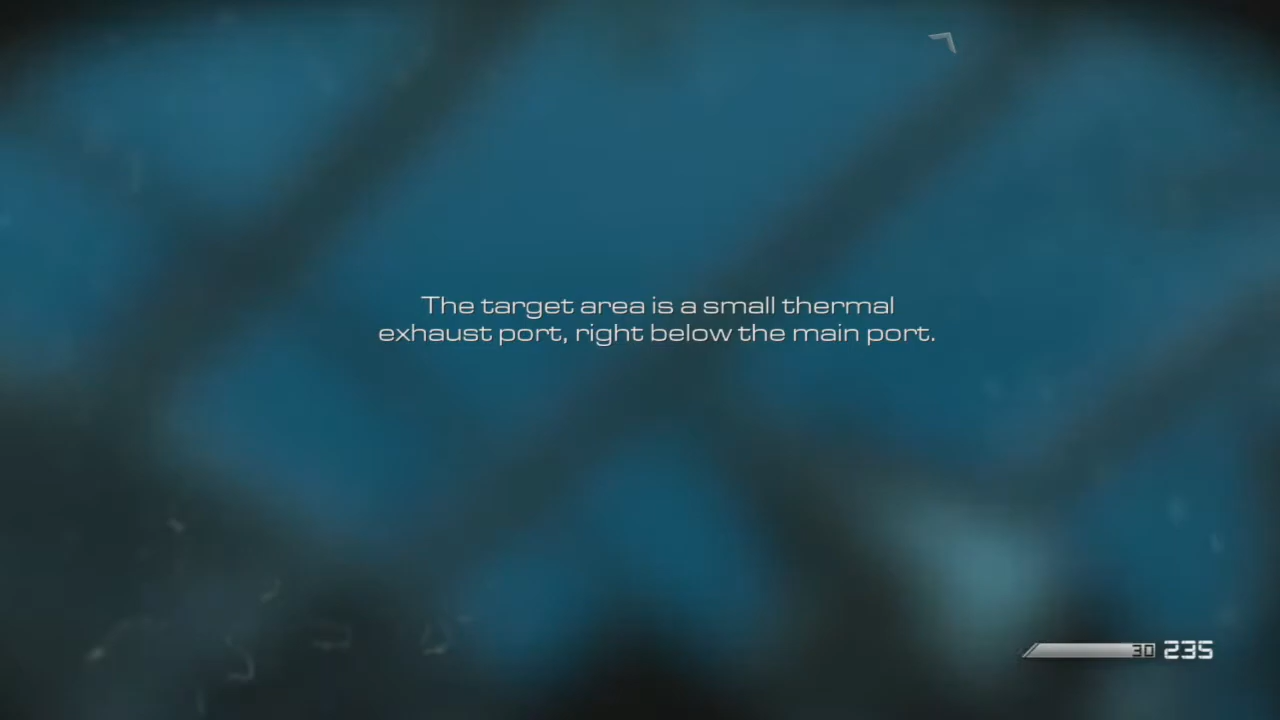 The target area is a small thermal
exhaust port, right below the main port.
30 235